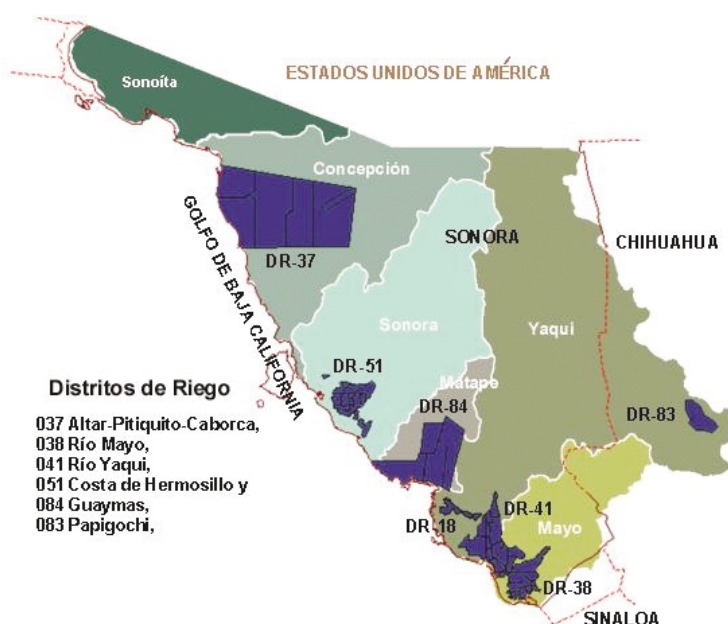 Sonoíta
ESTADOS UNIDOS DE AMÉRICA
Concepción
GOLFO DE BAJA CALIFORNIA
DR-37
SONORA
CHIHUAHUA
Sonora
Yaqui
DR-51
Mátape
DR-84
DR-83
Distritos de Riego
037 Altar-Pitiquito-Caborca,
038 Río Mayo,
041 Río Yaqui,
051 Costa de Hermosillo y
084 Guaymas,
083 Papigochi,
DR-18
DR-41
Mayo
DR-38
SINALOA